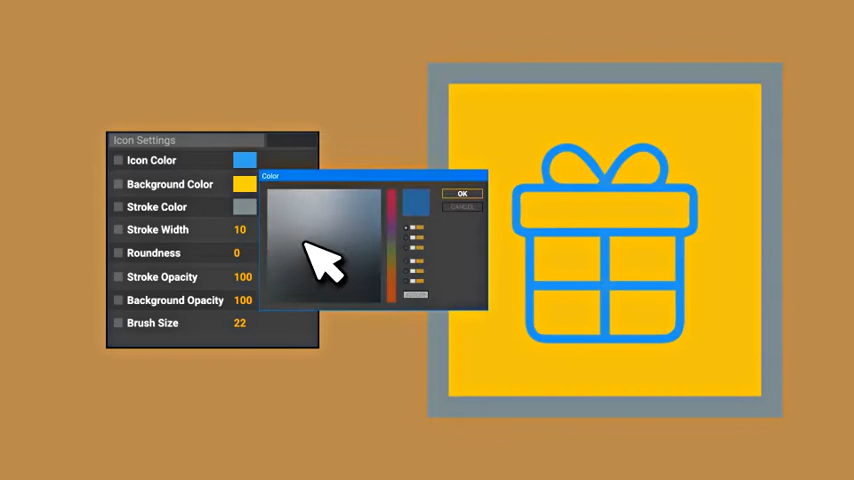 Icon Settings
Icon Color
Background Color
Stroke Color
Stroke Width 10
Roundness 0
Stroke Opacity 100
Background Opacity 100
Brush Size 22
Color
OK
CANCEL